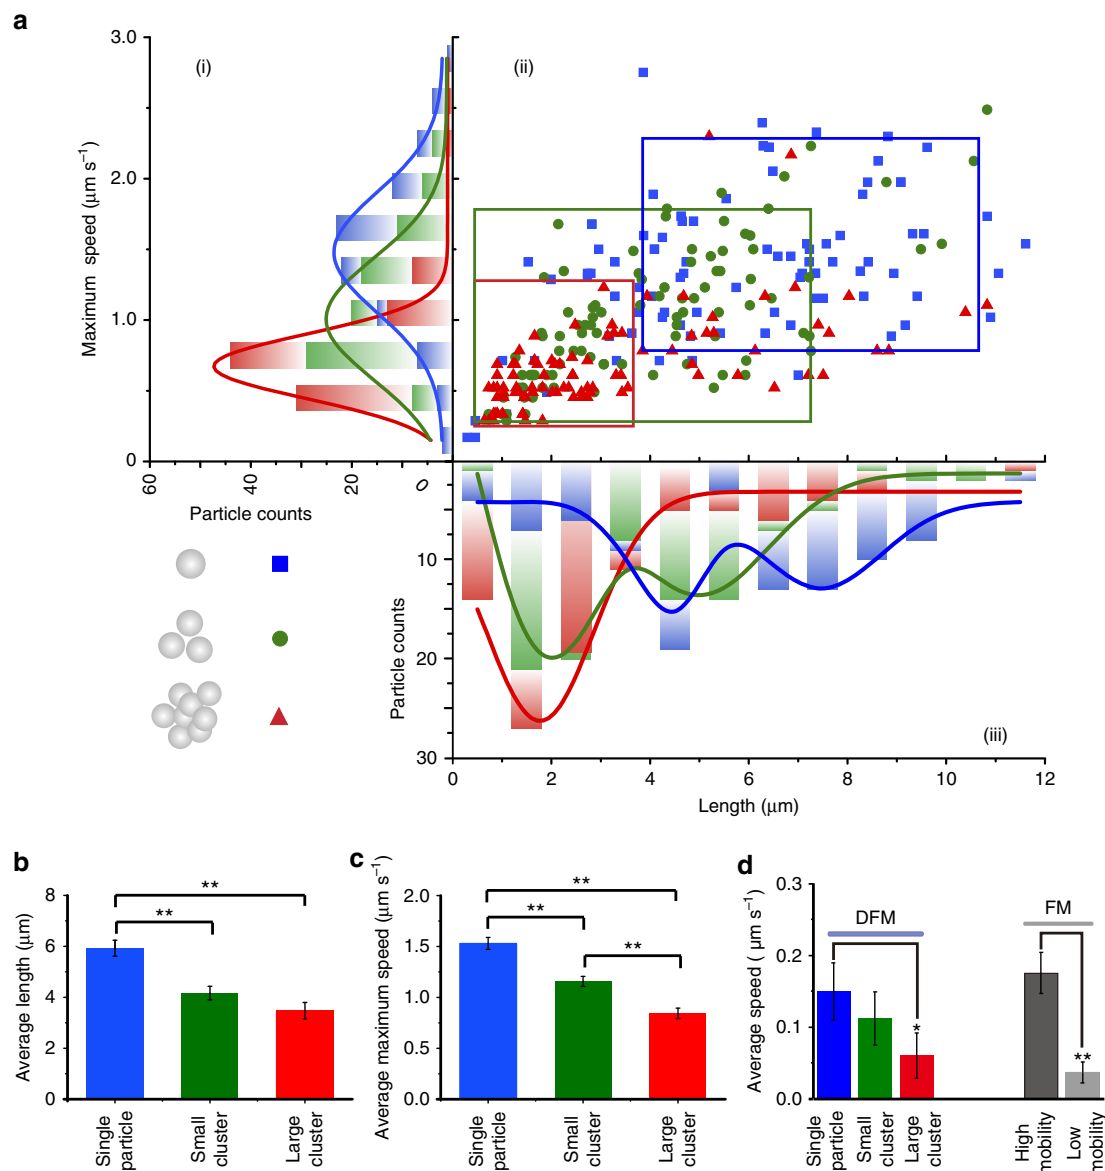 a
3.0
2.0
1.0
0
Maximum speed (μm s⁻¹)
(i)
(ii)
60
40
20
0
Particle counts
10
20
30
Particle counts
(iii)
0
2
4
6
8
10
12
Length (μm)
b
8
6
4
2
0
Average length (μm)
**
**
Single particle
Small cluster
Large cluster
c
2.0
1.5
1.0
0.5
0.0
Average maximum speed (μm s⁻¹)
**
**
**
Single particle
Small cluster
Large cluster
d
0.3
0.2
0.1
0.0
Average speed ( μm s⁻¹)
DFM
FM
*
**
Single particle
Small cluster
Large cluster
High mobility
Low mobility